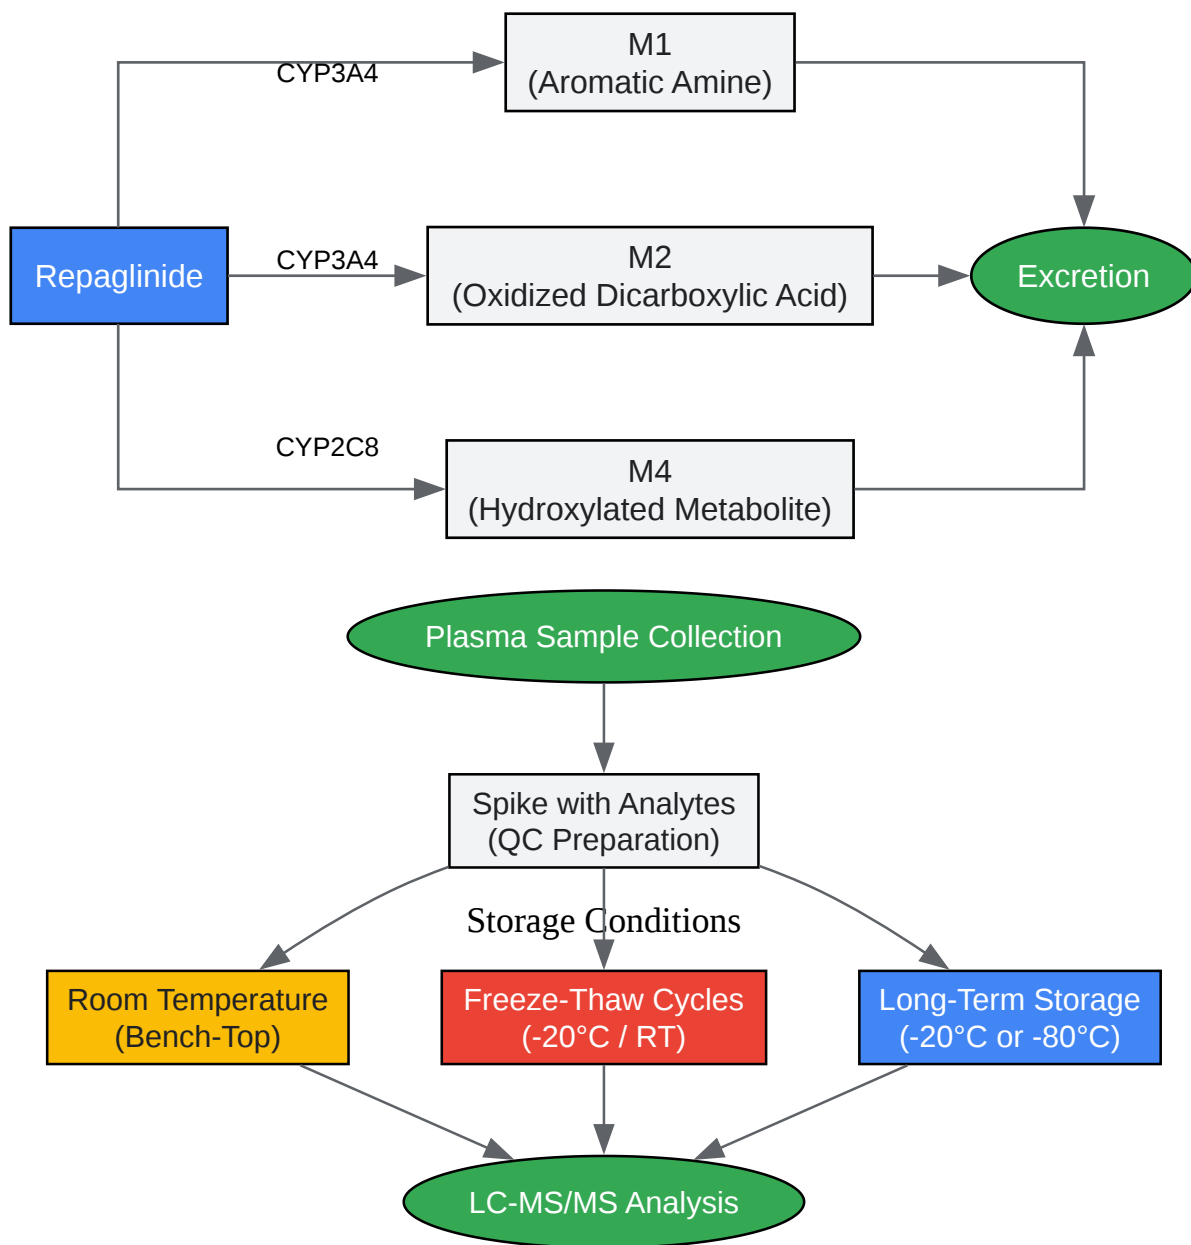 M1
(Aromatic Amine)
CYP3A4
Repaglinide
CYP3A4
M2
(Oxidized Dicarboxylic Acid)
Excretion
CYP2C8
M4
(Hydroxylated Metabolite)
Plasma Sample Collection
Spike with Analytes
(QC Preparation)
Storage Conditions
Room Temperature
(Bench-Top)
Freeze-Thaw Cycles
(-20°C / RT)
Long-Term Storage
(-20°C or -80°C)
LC-MS/MS Analysis